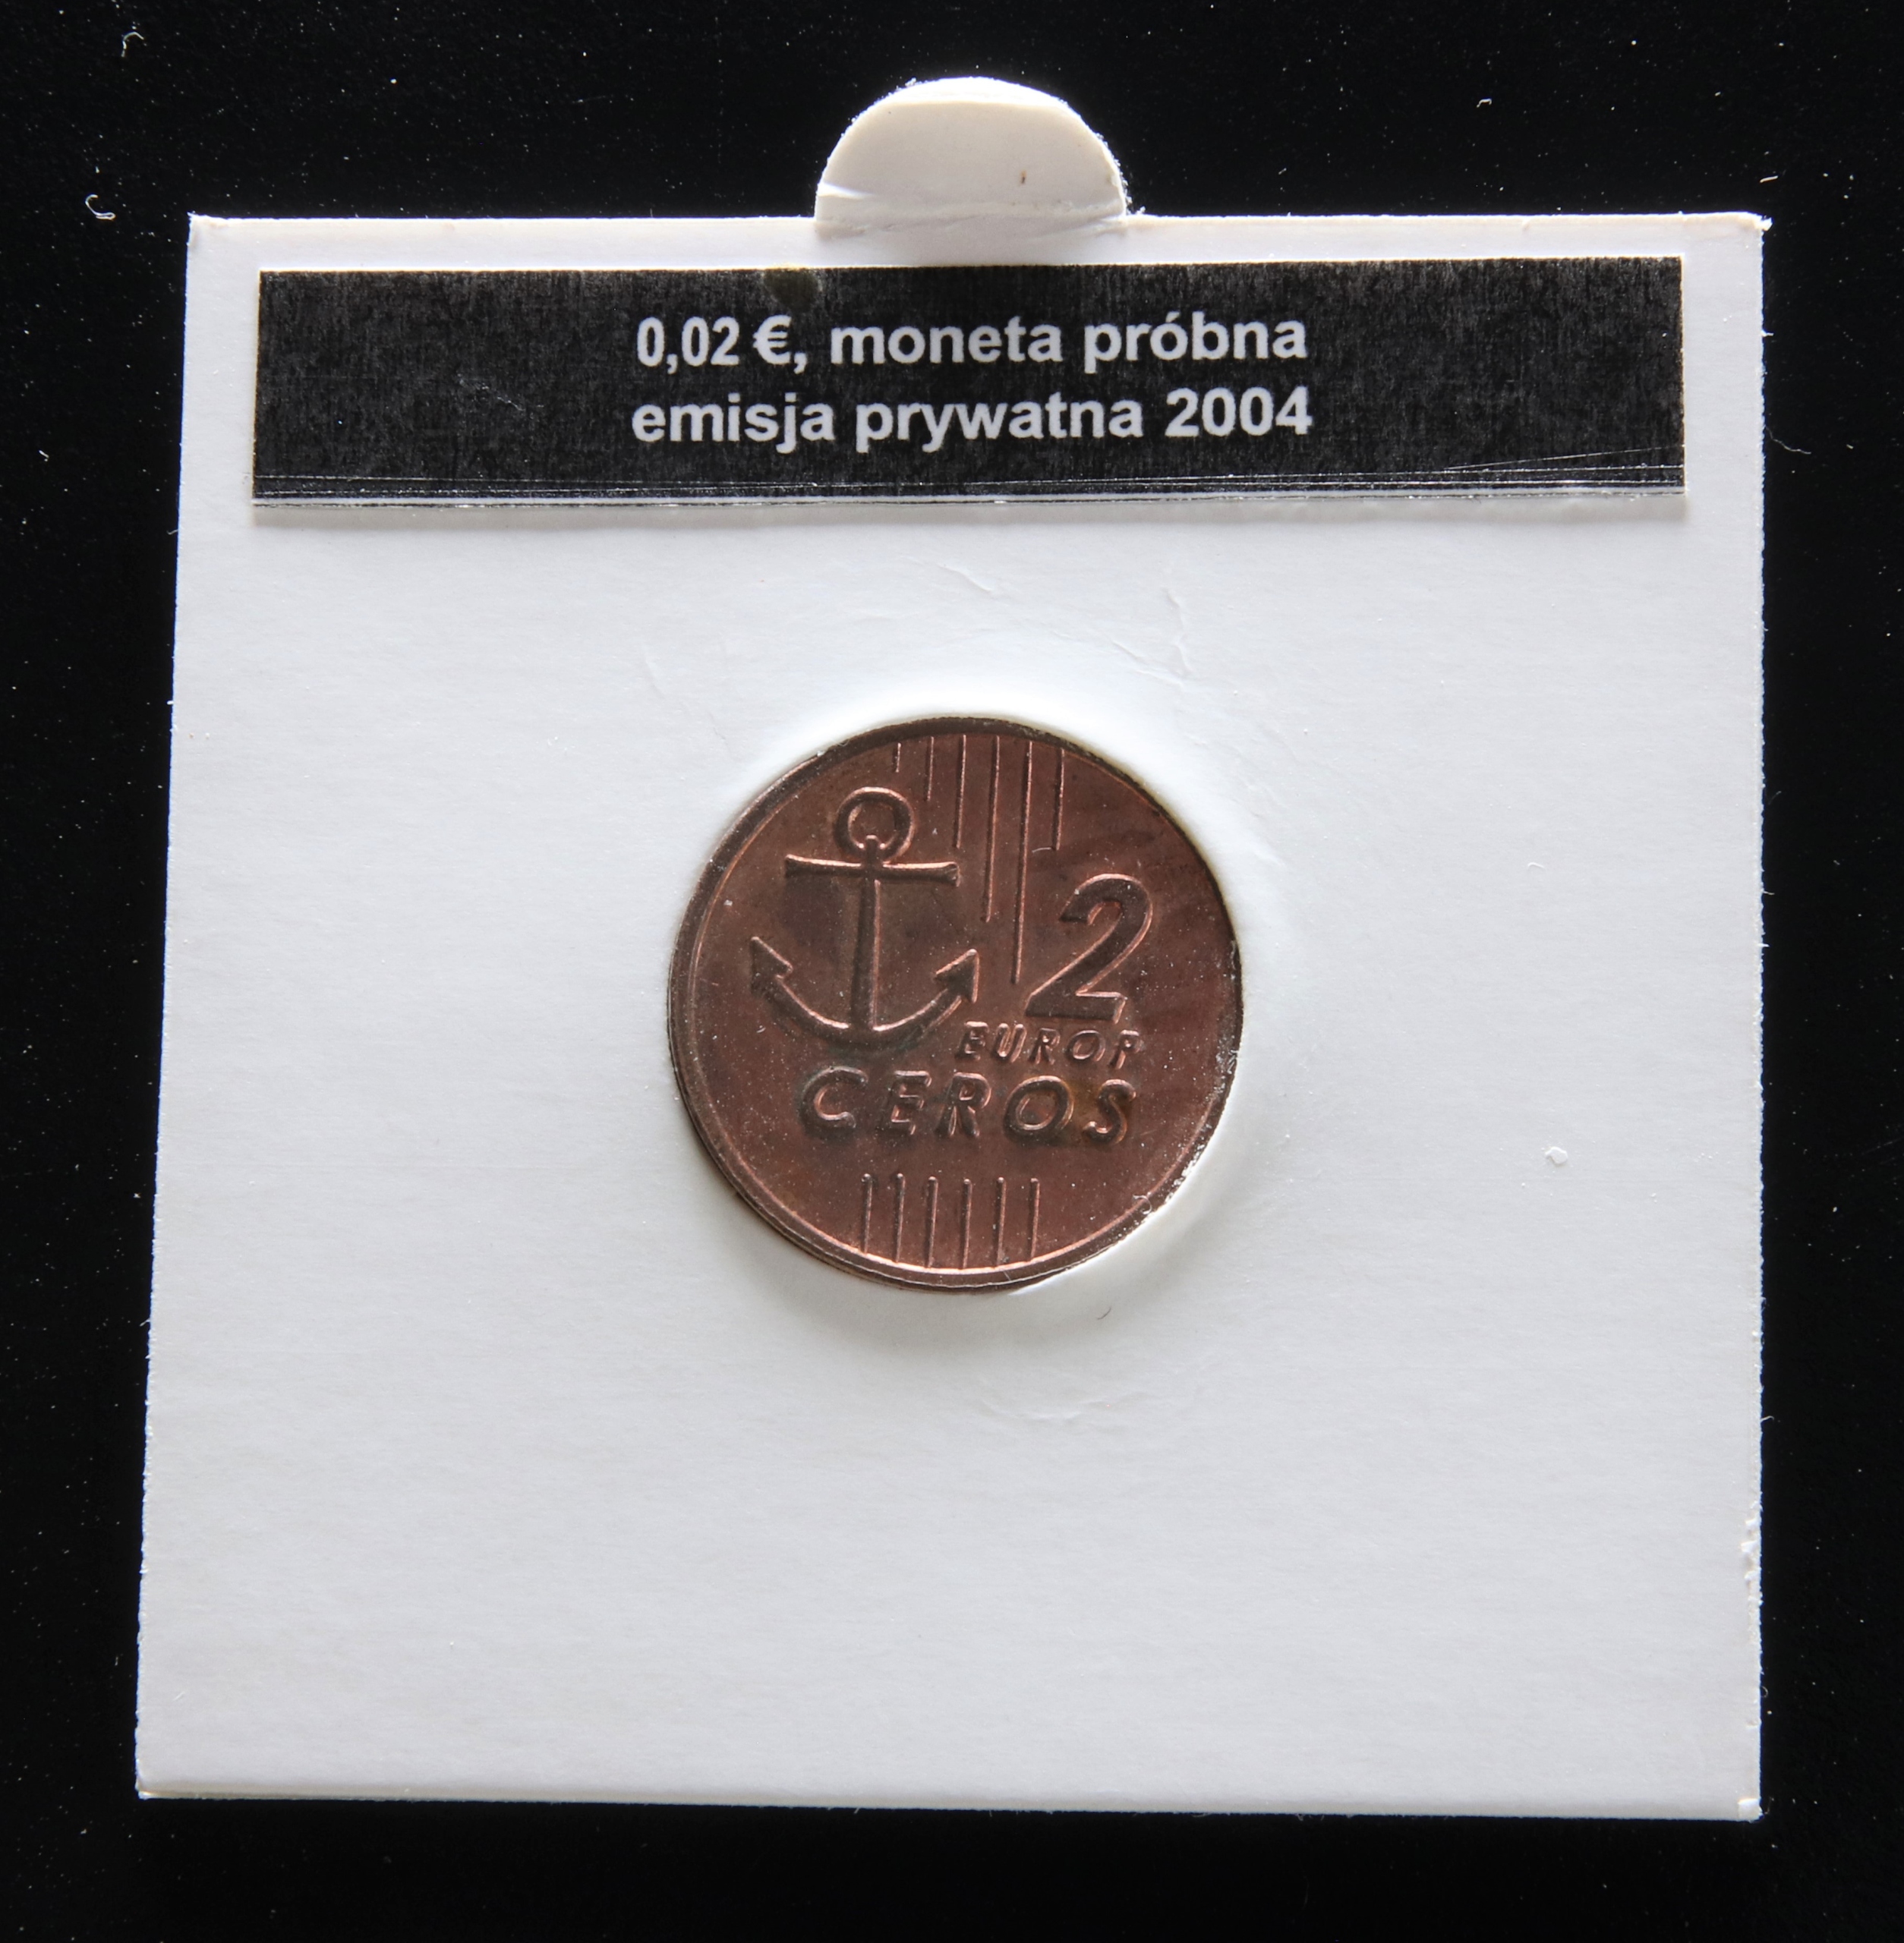 0,02 €, moneta próbna
emisja prywatna 2004
2
EUROP
CEROS